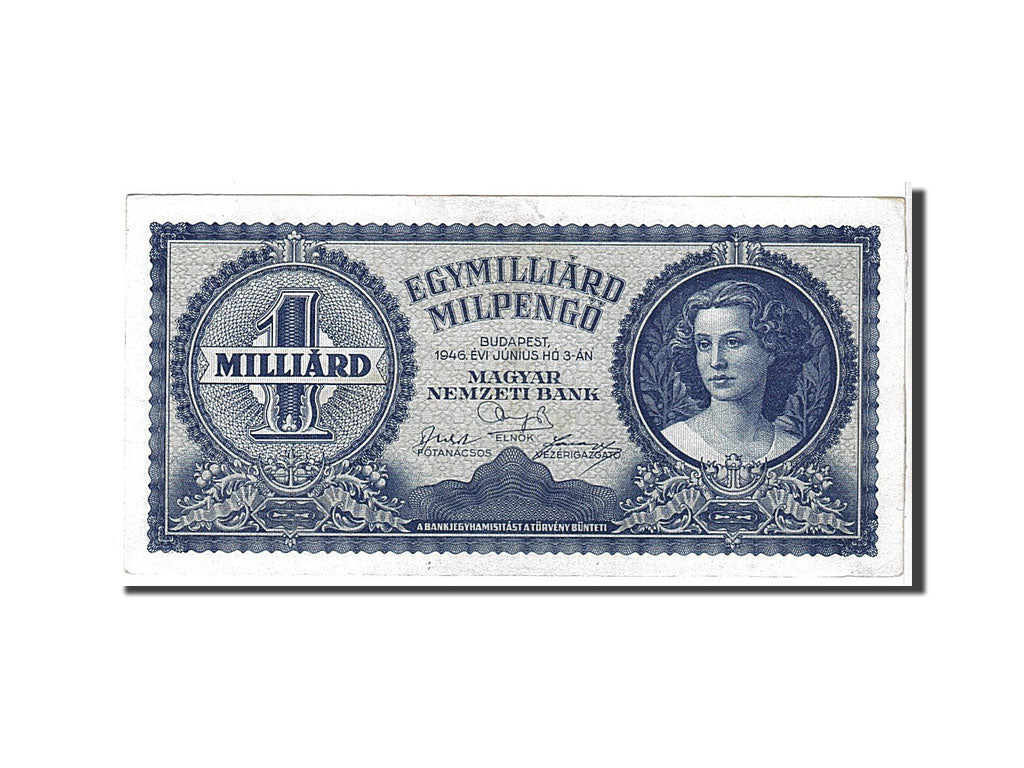 1
MILLIÁRD
EGYMILLIÁRD
MILPENGŐ
BUDAPEST,
1946. ÉVI JÚNIUS HÓ 3-ÁN
MAGYAR
NEMZETI BANK
ELNÖK
FŐTANÁCSOS VEZÉRIGAZGATÓ
A BANKJEGYHAMISITÁST A TÖRVÉNY BÜNTETI